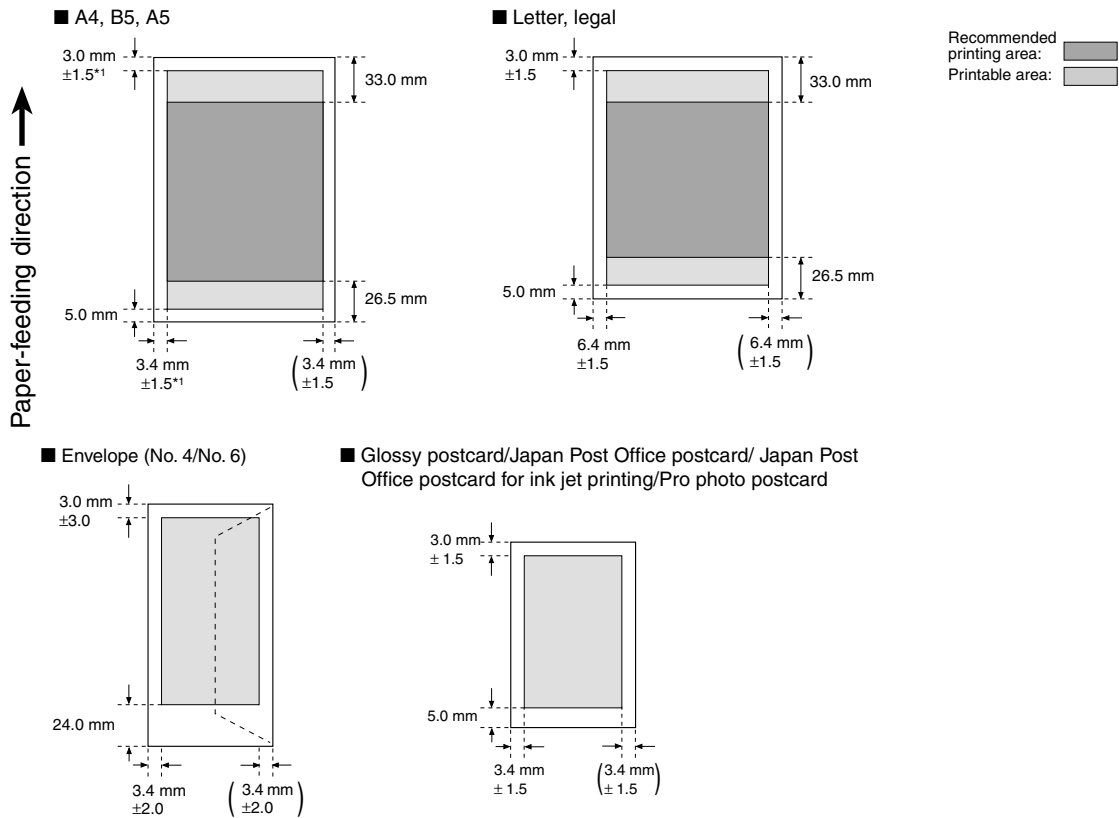 ■ A4, B5, A5
3.0 mm
±1.5*1
33.0 mm
26.5 mm
5.0 mm
3.4 mm
±1.5*1
(3.4 mm
±1.5)
■ Letter, legal
3.0 mm
±1.5
33.0 mm
26.5 mm
5.0 mm
6.4 mm
±1.5
(6.4 mm
±1.5)
Recommended
printing area:
Printable area:
Paper-feeding direction
■ Envelope (No. 4/No. 6)
3.0 mm
±3.0
24.0 mm
3.4 mm
±2.0
(3.4 mm
±2.0)
■ Glossy postcard/Japan Post Office postcard/ Japan Post
Office postcard for ink jet printing/Pro photo postcard
3.0 mm
± 1.5
5.0 mm
3.4 mm
± 1.5
(3.4 mm
± 1.5)